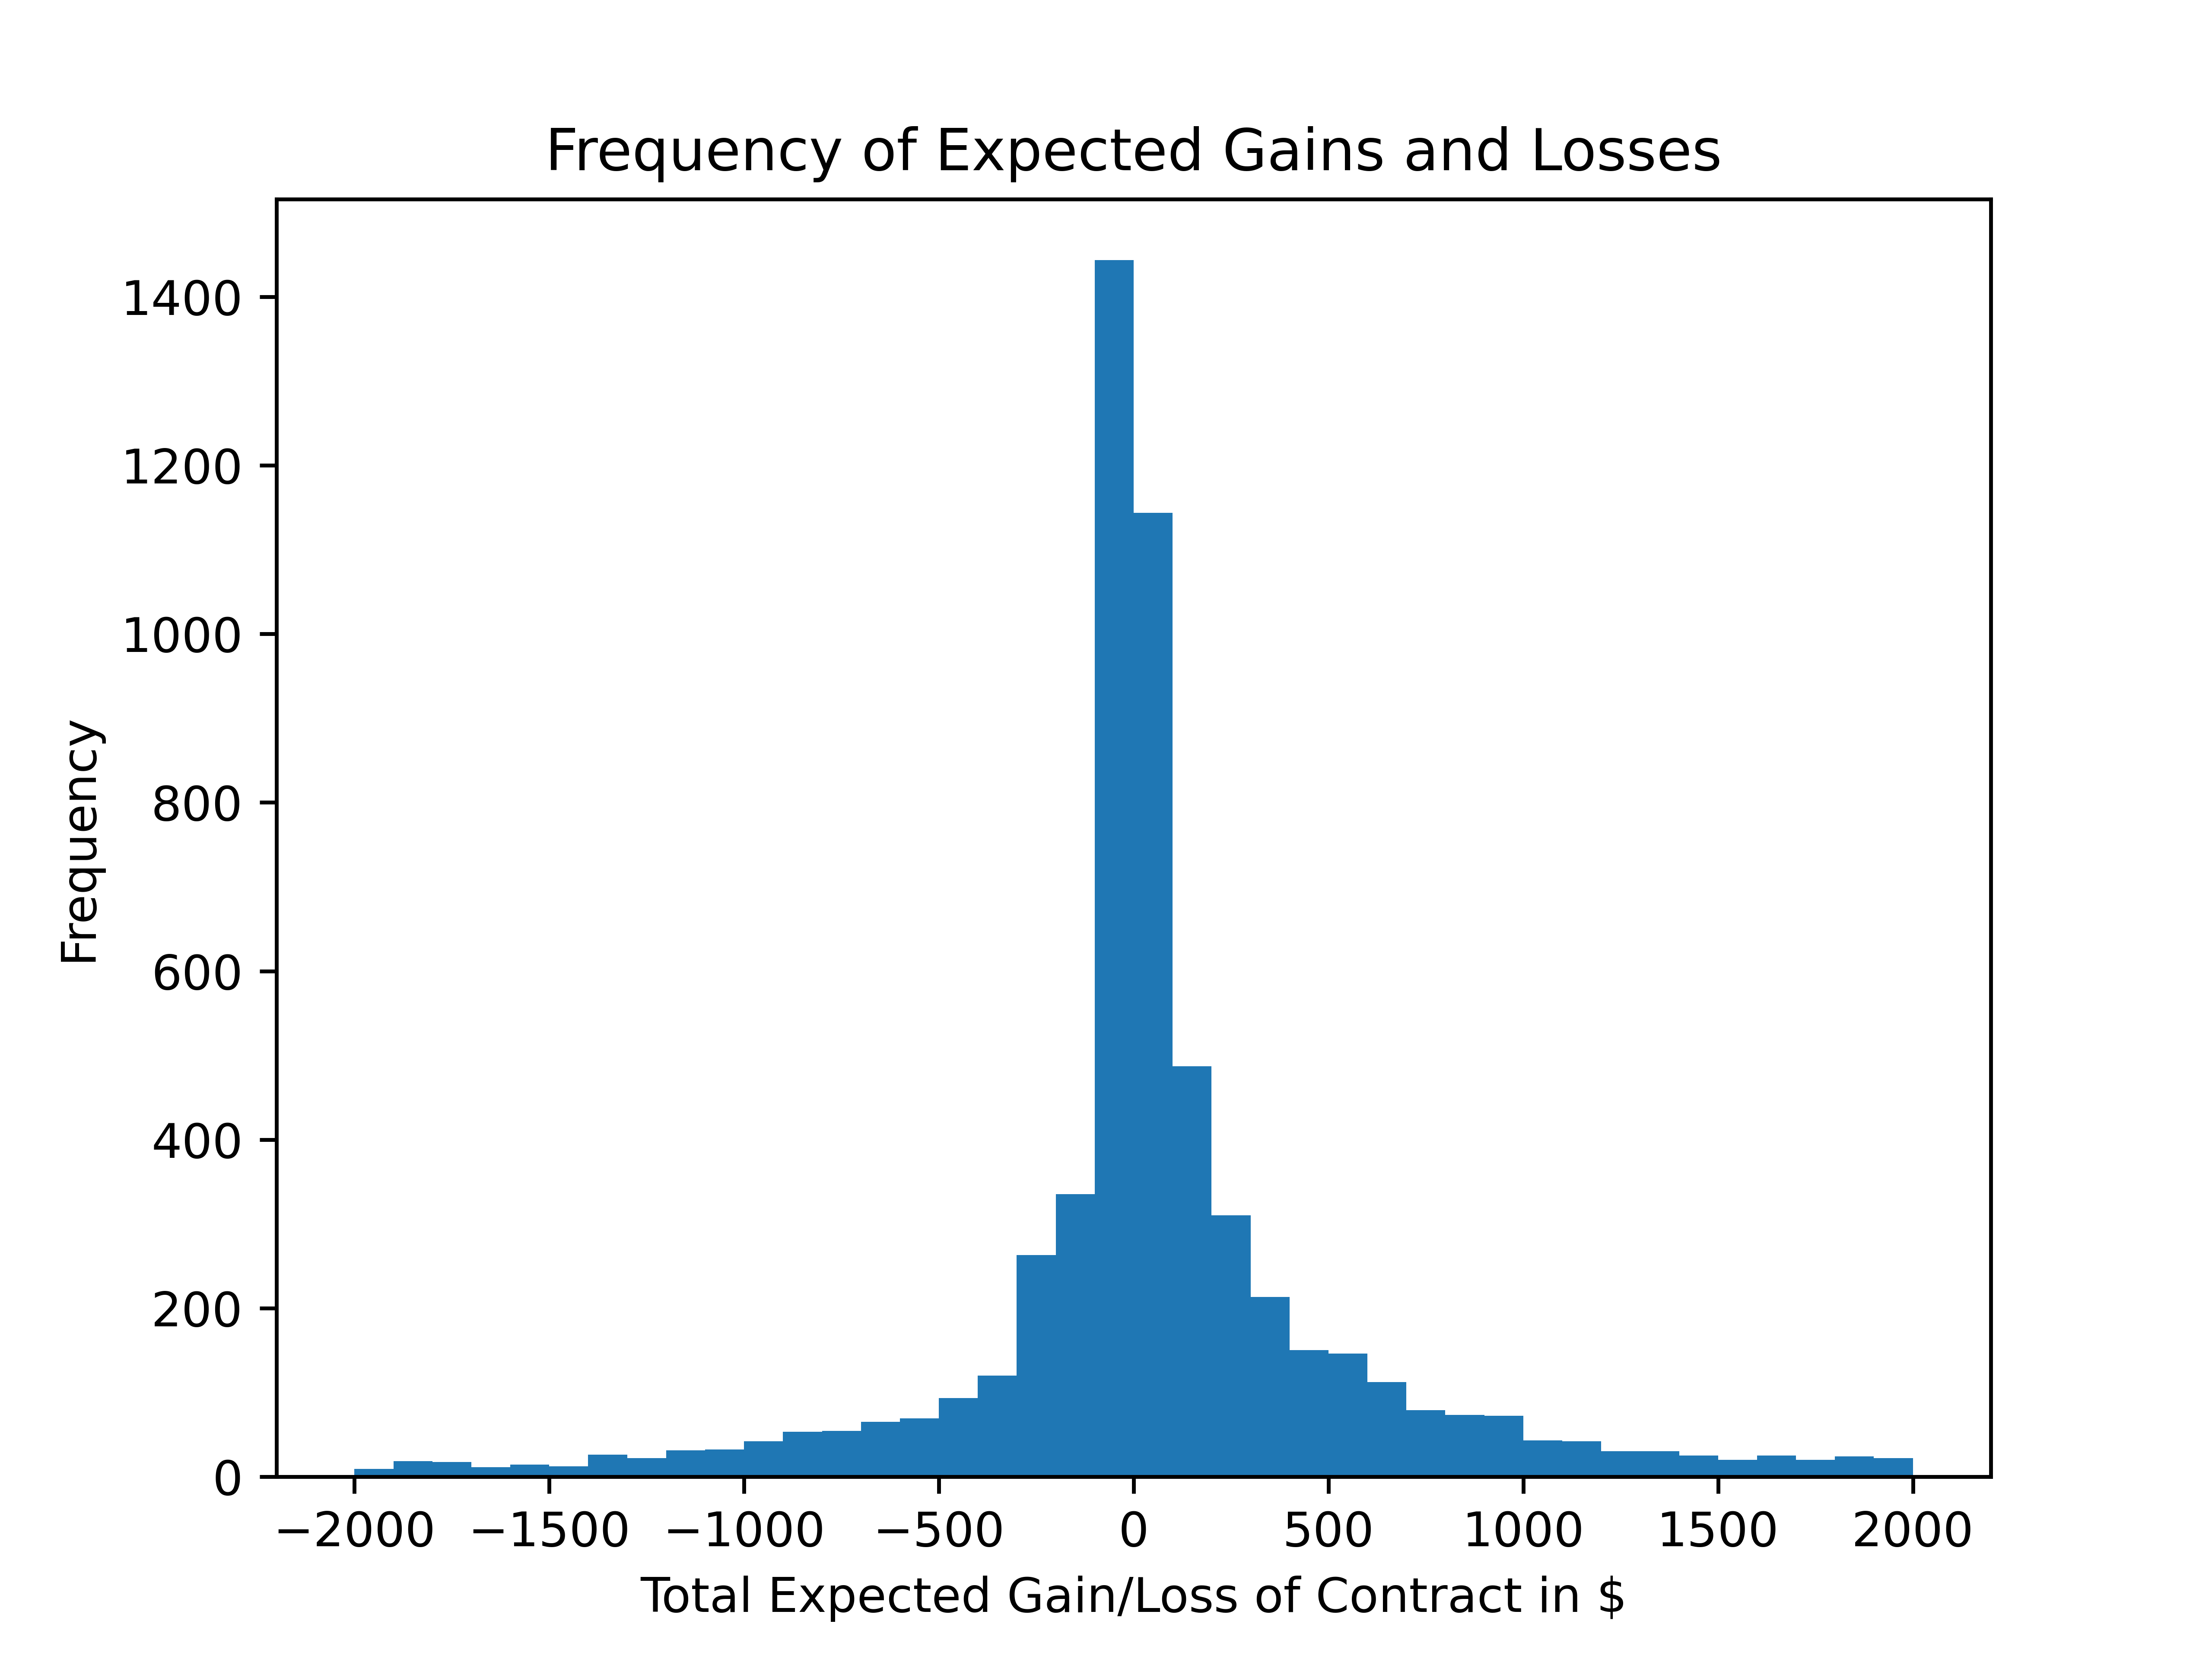 Frequency of Expected Gains and Losses
1400
1200
1000
800
600
400
200
0
Frequency
−2000 −1500 −1000 −500 0 500 1000 1500 2000
Total Expected Gain/Loss of Contract in $